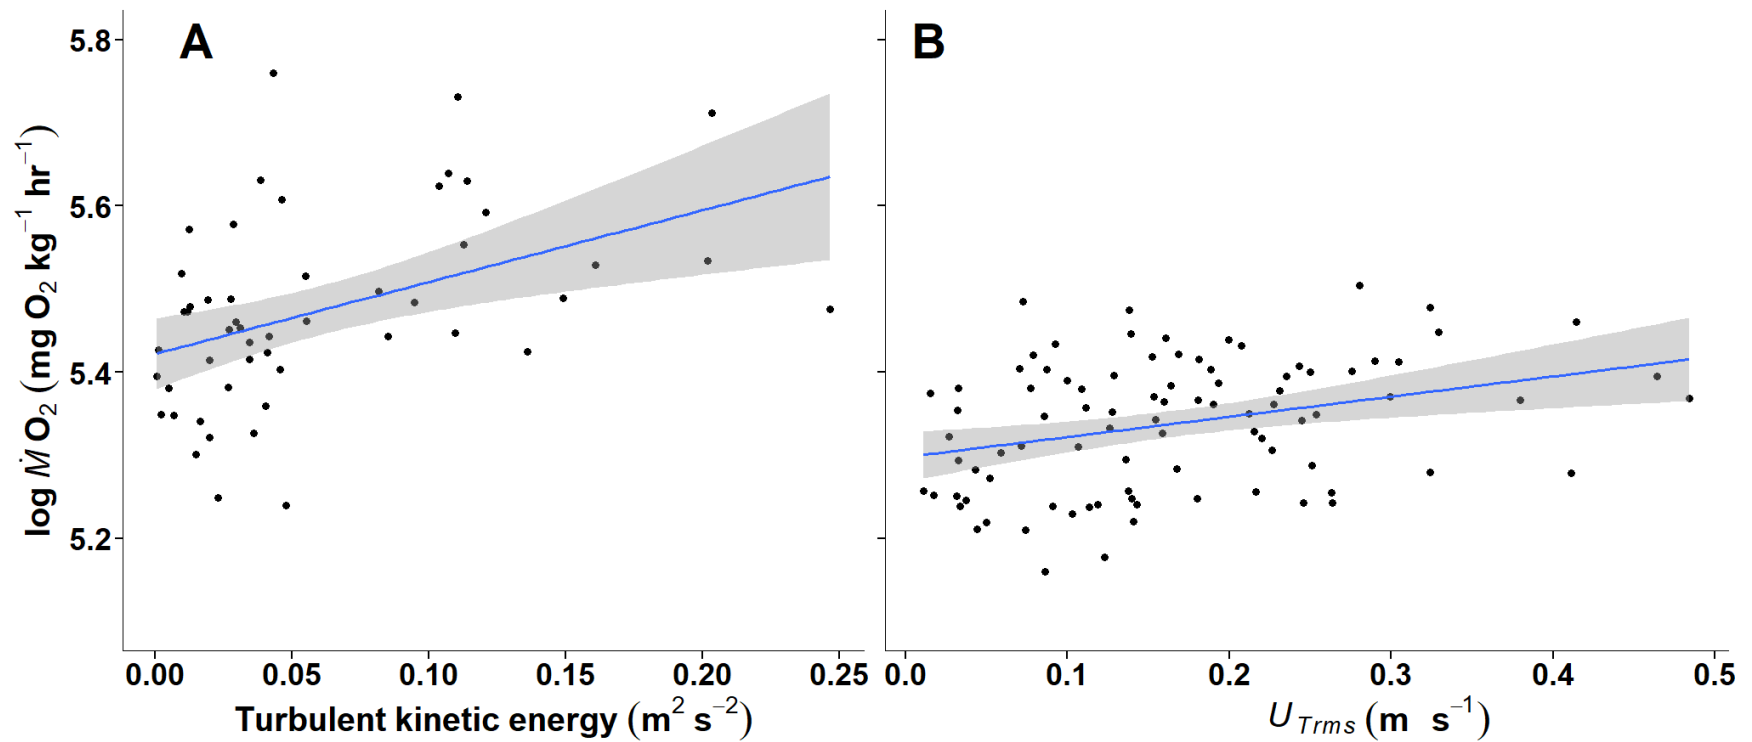 A
B
5.8
5.6
5.4
5.2
log Ṁ O₂ (mg O₂ kg⁻¹ hr⁻¹)
0.00 0.05 0.10 0.15 0.20 0.25
0.0 0.1 0.2 0.3 0.4 0.5
Turbulent kinetic energy (m² s⁻²)
U Trms (m s⁻¹)